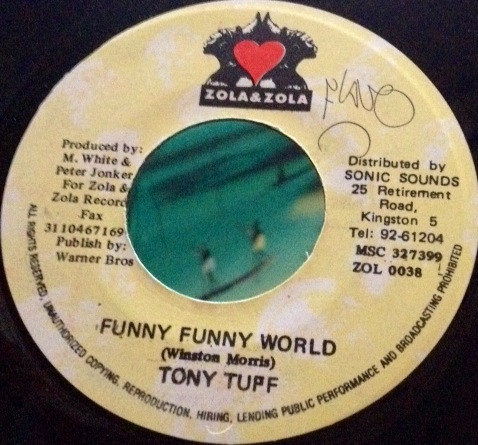 ZOLA & ZOLA
Produced by:
M. White &
Peter Jonker
For Zola &
Zola Record
Fax
3110467169
Publish by:
Warner Bros
Distributed by
SONIC SOUNDS
25 Retirement
Road,
Kingston 5
Tel: 92-61204
MSC 327399
ZOL 0038
FUNNY FUNNY WORLD
(Winston Morris)
TONY TUFF
ALL RIGHTS RESERVED, UNAUTHORIZED COPYING, REPRODUCTION, HIRING, LENDING PUBLIC PERFORMANCE AND BROADCASTING PROHIBITED